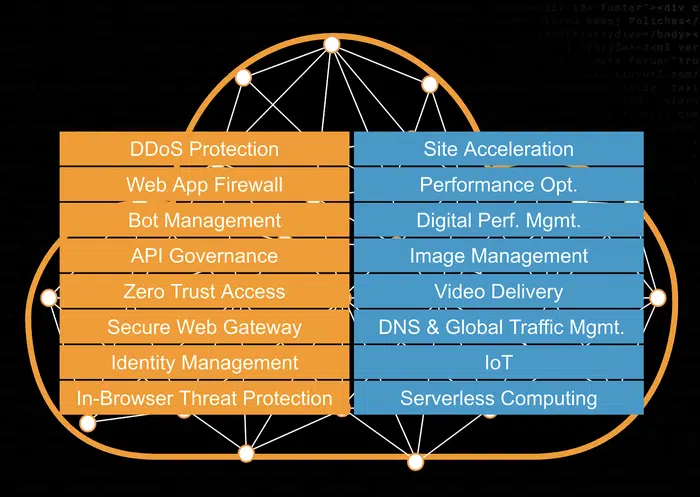 DDoS Protection
Site Acceleration
Web App Firewall
Performance Opt.
Bot Management
Digital Perf. Mgmt.
API Governance
Image Management
Zero Trust Access
Video Delivery
Secure Web Gateway
DNS & Global Traffic Mgmt.
Identity Management
IoT
In-Browser Threat Protection
Serverless Computing